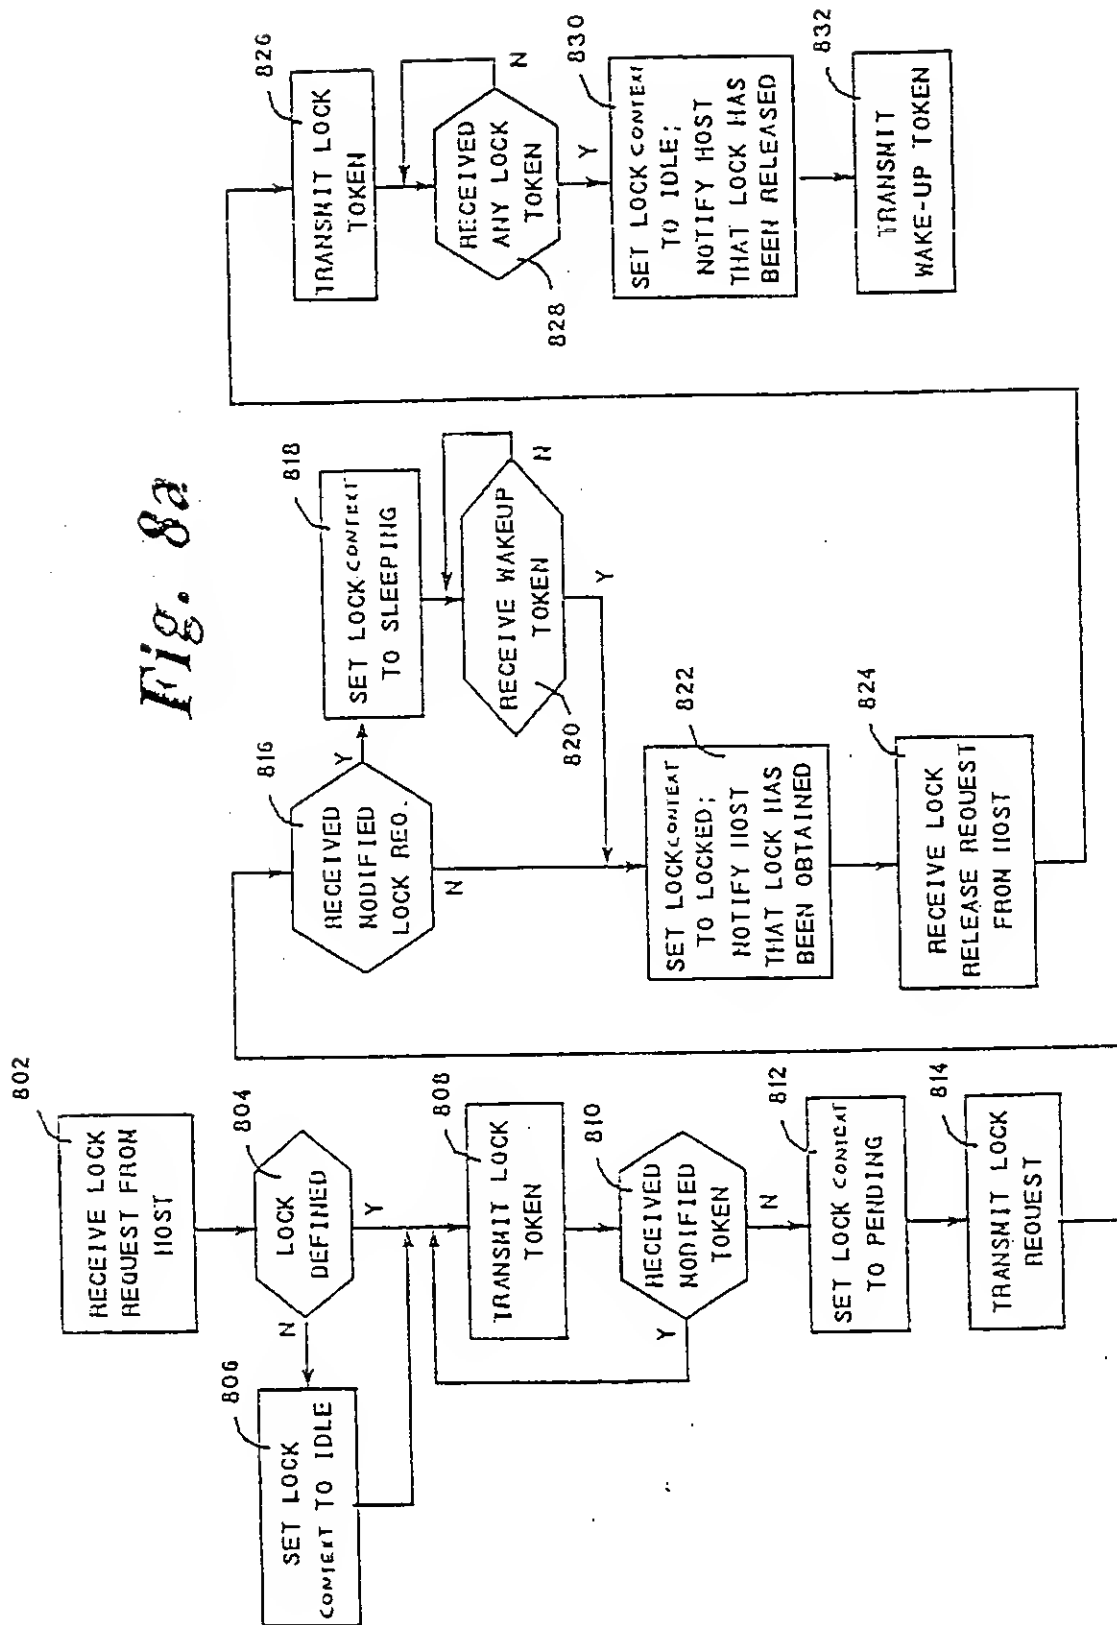 Fig. 8a
802
RECEIVE LOCK
REQUEST FROM
HOST
804
LOCK
DEFINED
N
Y
806
SET LOCK
CONTEXT TO IDLE
808
TRANSMIT LOCK
TOKEN
810
RECEIVED
MODIFIED
TOKEN
Y
N
812
SET LOCK CONTEXT
TO PENDING
814
TRANSMIT LOCK
REQUEST
816
RECEIVED
MODIFIED
LOCK REQ.
Y
N
818
SET LOCK CONTEXT
TO SLEEPING
RECEIVE WAKEUP
TOKEN
820
N
Y
822
SET LOCK CONTEXT
TO LOCKED;
NOTIFY HOST
THAT LOCK HAS
BEEN OBTAINED
824
RECEIVE LOCK
RELEASE REQUEST
FROM HOST
826
TRANSMIT LOCK
TOKEN
RECEIVED
ANY LOCK
TOKEN
828
N
Y
830
SET LOCK CONTEXT
TO IDLE;
NOTIFY HOST
THAT LOCK HAS
BEEN RELEASED
832
TRANSMIT
WAKE-UP TOKEN